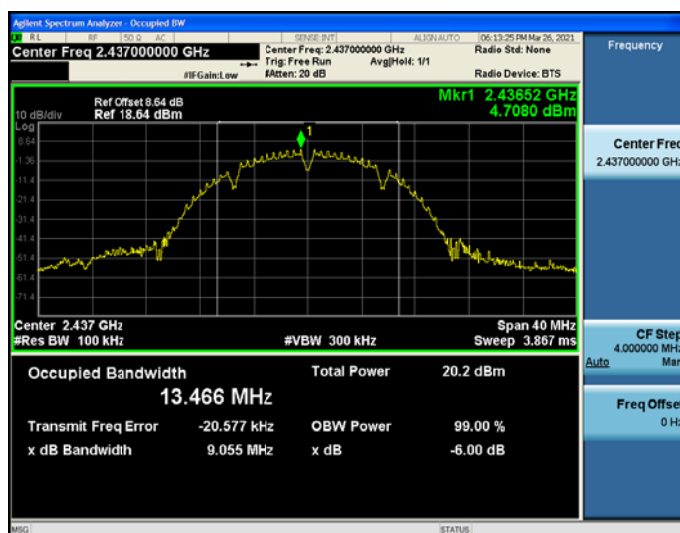 Agilent Spectrum Analyzer - Occupied BW
RL RF 50 Ω AC SENSE:INT ALIGN AUTO 06:13:25 PM Mar 26, 2021
Center Freq 2.437000000 GHz
Center Freq: 2.437000000 GHz
Radio Std: None
Trig: Free Run Avg|Hold: 1/1
#IFGain:Low #Atten: 20 dB Radio Device: BTS
Ref Offset 8.64 dB
Mkr1 2.43652 GHz
10 dB/div Ref 18.64 dBm 4.7080 dBm
Log
8.64
1
-1.36
-11.4
-21.4
-31.4
-41.4
-51.4
-61.4
-71.4
Center 2.437 GHz Span 40 MHz
#Res BW 100 kHz #VBW 300 kHz Sweep 3.867 ms
Occupied Bandwidth Total Power 20.2 dBm
13.466 MHz
Transmit Freq Error -20.577 kHz OBW Power 99.00 %
x dB Bandwidth 9.055 MHz x dB -6.00 dB
MSG STATUS
Frequency
Center Freq
2.437000000 GHz
CF Step
4.000000 MHz
Auto Man
Freq Offset
0 Hz